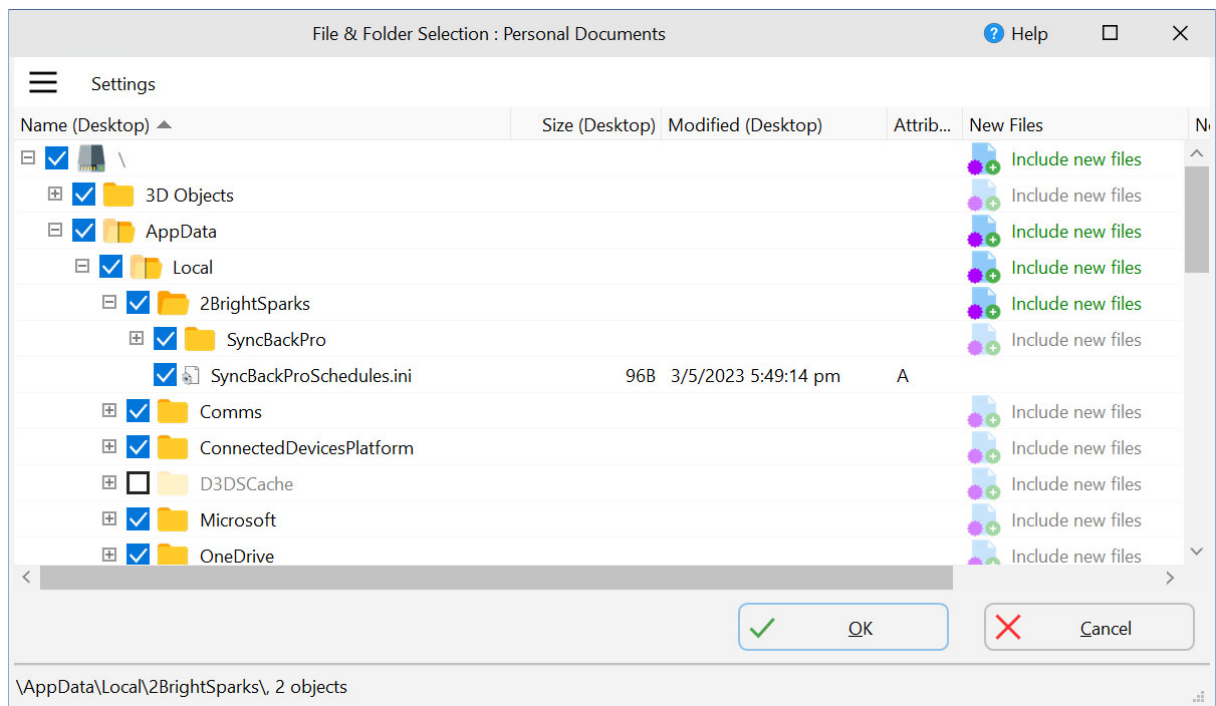 File & Folder Selection : Personal Documents ? Help
Settings
Name (Desktop) Size (Desktop) Modified (Desktop) Attrib... New Files
\ Include new files
3D Objects Include new files
AppData Include new files
Local Include new files
2BrightSparks Include new files
SyncBackPro Include new files
SyncBackProSchedules.ini 96B 3/5/2023 5:49:14 pm A
Comms Include new files
ConnectedDevicesPlatform Include new files
D3DSCache Include new files
Microsoft Include new files
OneDrive Include new files
OK Cancel
\AppData\Local\2BrightSparks\, 2 objects